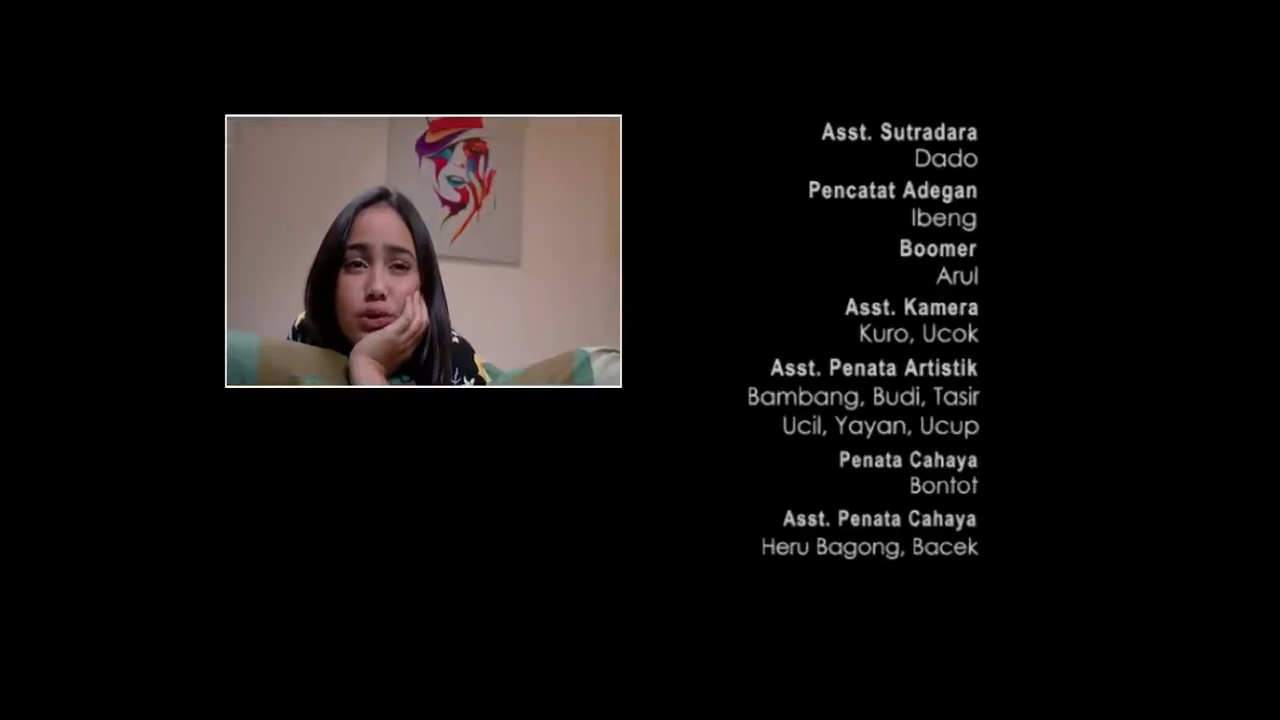 Asst. Sutradara
Dado
Pencatat Adegan
Ibeng
Boomer
Arul
Asst. Kamera
Kuro, Ucok
Asst. Penata Artistik
Bambang, Budi, Tasir
Ucil, Yayan, Ucup
Penata Cahaya
Bontot
Asst. Penata Cahaya
Heru Bagong, Bacek